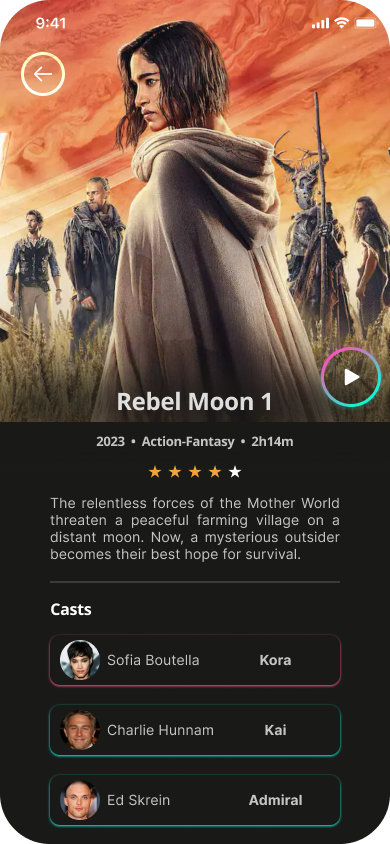 9:41
Rebel Moon 1
2023 • Action-Fantasy • 2h14m
The relentless forces of the Mother World
threaten a peaceful farming village on a
distant moon. Now, a mysterious outsider
becomes their best hope for survival.
Casts
Sofia Boutella Kora
Charlie Hunnam Kai
Ed Skrein Admiral